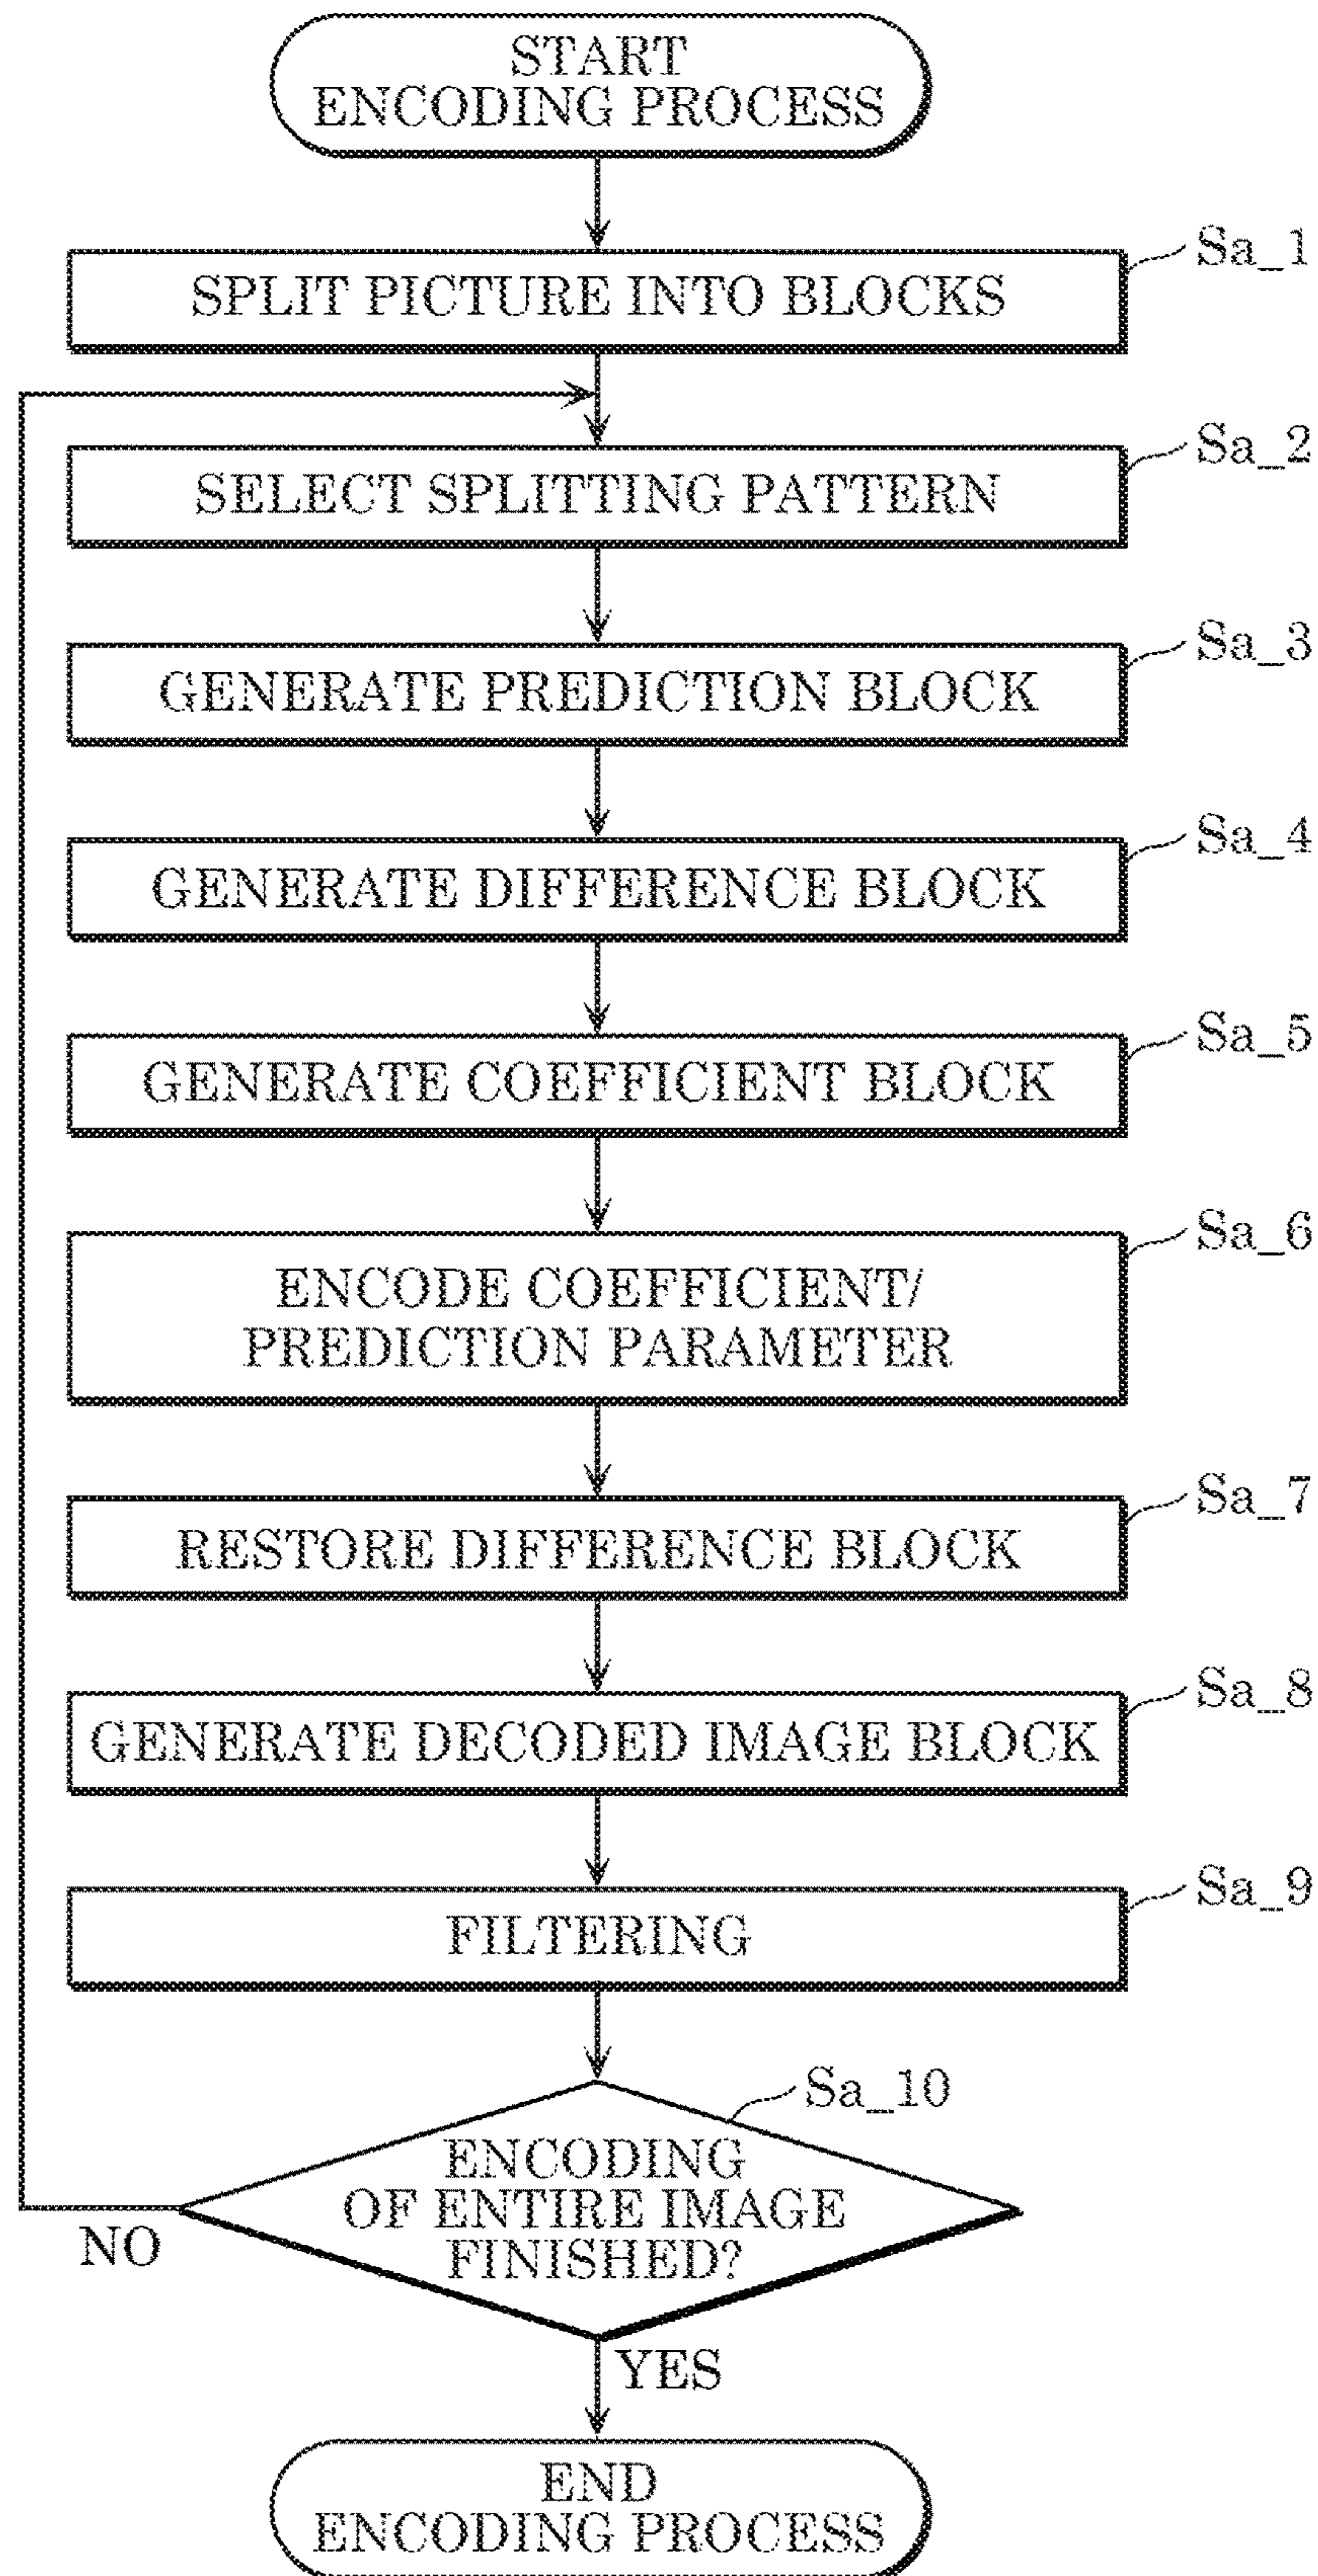 START
ENCODING PROCESS
Sa_1
SPLIT PICTURE INTO BLOCKS
Sa_2
SELECT SPLITTING PATTERN
Sa_3
GENERATE PREDICTION BLOCK
Sa_4
GENERATE DIFFERENCE BLOCK
Sa_5
GENERATE COEFFICIENT BLOCK
Sa_6
ENCODE COEFFICIENT/
PREDICTION PARAMETER
Sa_7
RESTORE DIFFERENCE BLOCK
Sa_8
GENERATE DECODED IMAGE BLOCK
Sa_9
FILTERING
Sa_10
ENCODING
OF ENTIRE IMAGE
FINISHED?
NO
YES
END
ENCODING PROCESS